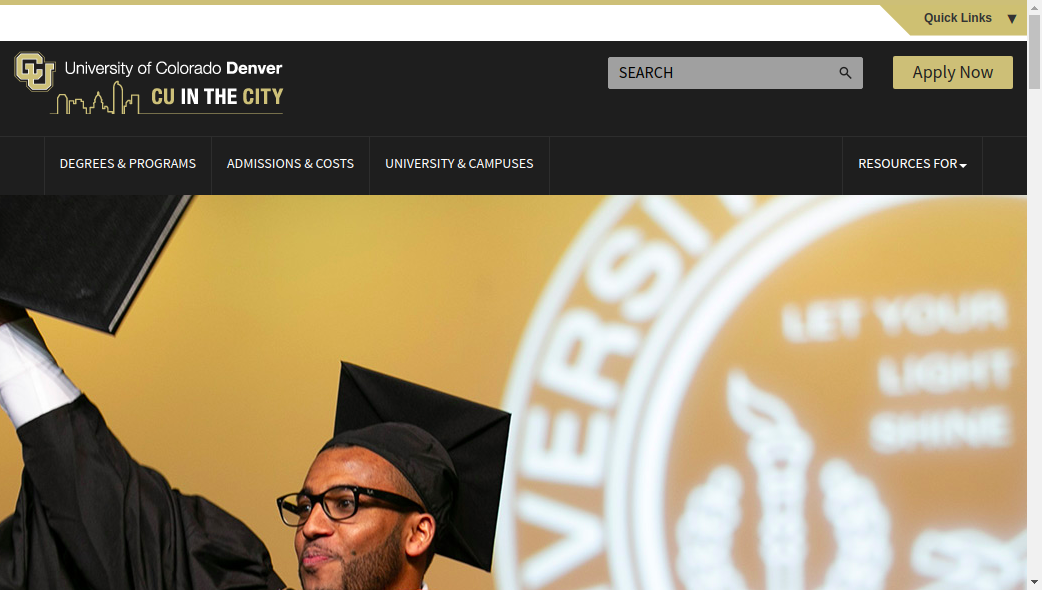 Quick Links ▼
CU
University of Colorado Denver
CU IN THE CITY
SEARCH
Apply Now
DEGREES & PROGRAMS
ADMISSIONS & COSTS
UNIVERSITY & CAMPUSES
RESOURCES FOR
LET YOUR
LIGHT
SHINE